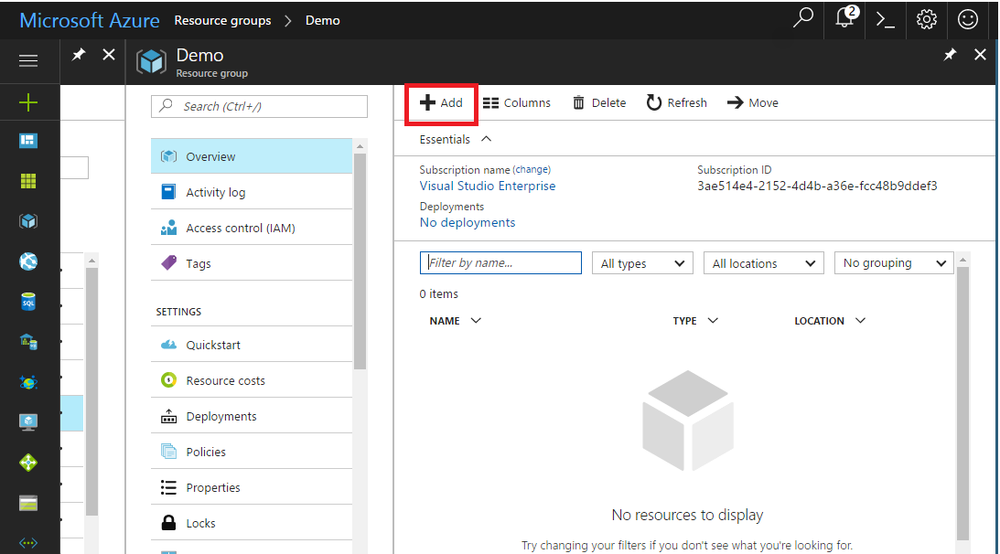 Microsoft Azure Resource groups > Demo 2
Demo
Resource group
Search (Ctrl+/)
Overview
Activity log
Access control (IAM)
Tags
SETTINGS
Quickstart
Resource costs
Deployments
Policies
Properties
Locks
SQL
Add Columns Delete Refresh Move
Essentials
Subscription name (change) Subscription ID
Visual Studio Enterprise 3ae514e4-2152-4d4b-a36e-fcc48b9ddef3
Deployments
No deployments
Filter by name... All types All locations No grouping
0 items
NAME TYPE LOCATION
No resources to display
Try changing your filters if you don't see what you're looking for.